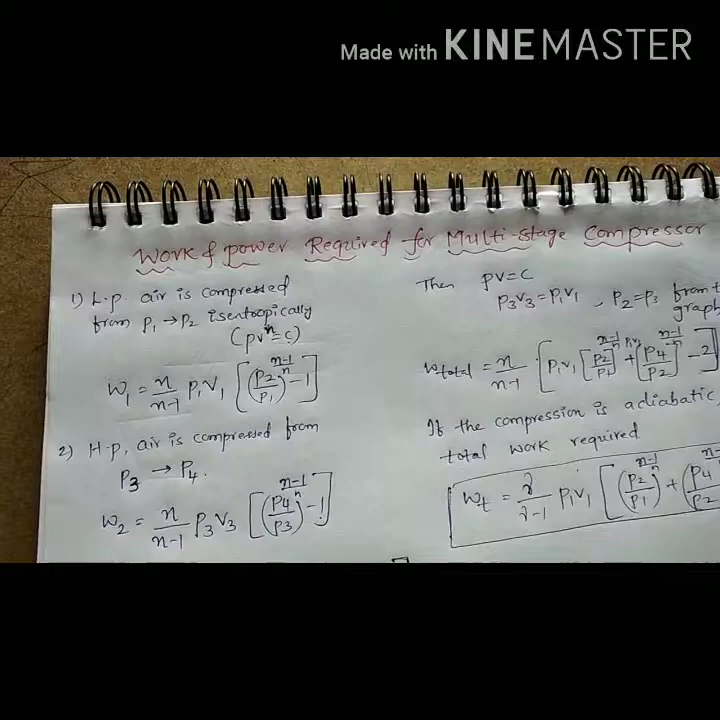 Made with KINEMASTER
Work & power Required for Multi-stage Compressor
1) L.p. air is compressed
from P₁ → P₂ isentropically
(pvⁿ=c)
W₁ = n/(n-1) P₁V₁ [(P₂/P₁)^((n-1)/n) - 1]
2) H.p, air is compressed from
P₃ → P₄.
W₂ = n/(n-1) P₃V₃ [(P₄/P₃)^((n-1)/n) - 1]
Then PV=C
P₃V₃ = P₁V₁ , P₂=P₃ from
graph
Wtotal = n/(n-1) [P₁V₁ [P₂/P₁]^((n-1)/n) + [P₄/P₂]^((n-1)/n) - 2]
If the compression is adiabatic,
total work required
Wt = γ/(γ-1) P₁V₁ [(P₂/P₁)^((n-1)/n) + (P₄/P₂)